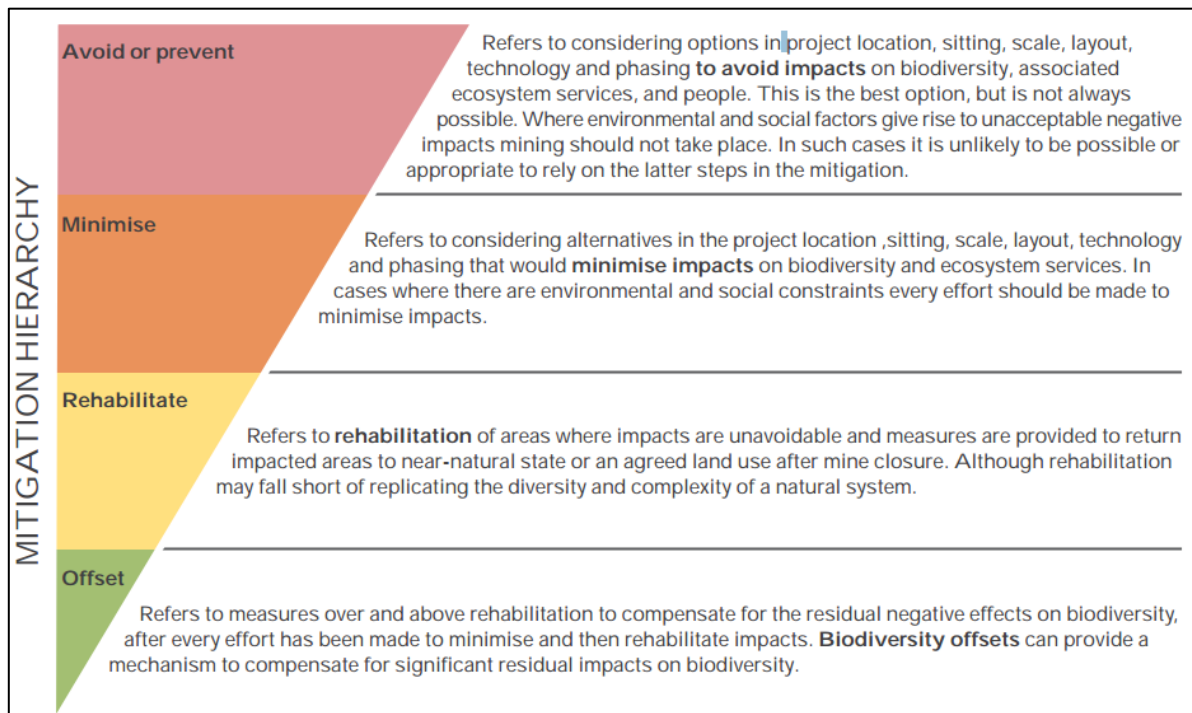 MITIGATION HIERARCHY
Avoid or prevent
Refers to considering options in project location, sitting, scale, layout,
technology and phasing to avoid impacts on biodiversity, associated
ecosystem services, and people. This is the best option, but is not always
possible. Where environmental and social factors give rise to unacceptable negative
impacts mining should not take place. In such cases it is unlikely to be possible or
appropriate to rely on the latter steps in the mitigation.
Minimise
Refers to considering alternatives in the project location ,sitting, scale, layout, technology
and phasing that would minimise impacts on biodiversity and ecosystem services. In
cases where there are environmental and social constraints every effort should be made to
minimise impacts.
Rehabilitate
Refers to rehabilitation of areas where impacts are unavoidable and measures are provided to return
impacted areas to near-natural state or an agreed land use after mine closure. Although rehabilitation
may fall short of replicating the diversity and complexity of a natural system.
Offset
Refers to measures over and above rehabilitation to compensate for the residual negative effects on biodiversity,
after every effort has been made to minimise and then rehabilitate impacts. Biodiversity offsets can provide a
mechanism to compensate for significant residual impacts on biodiversity.